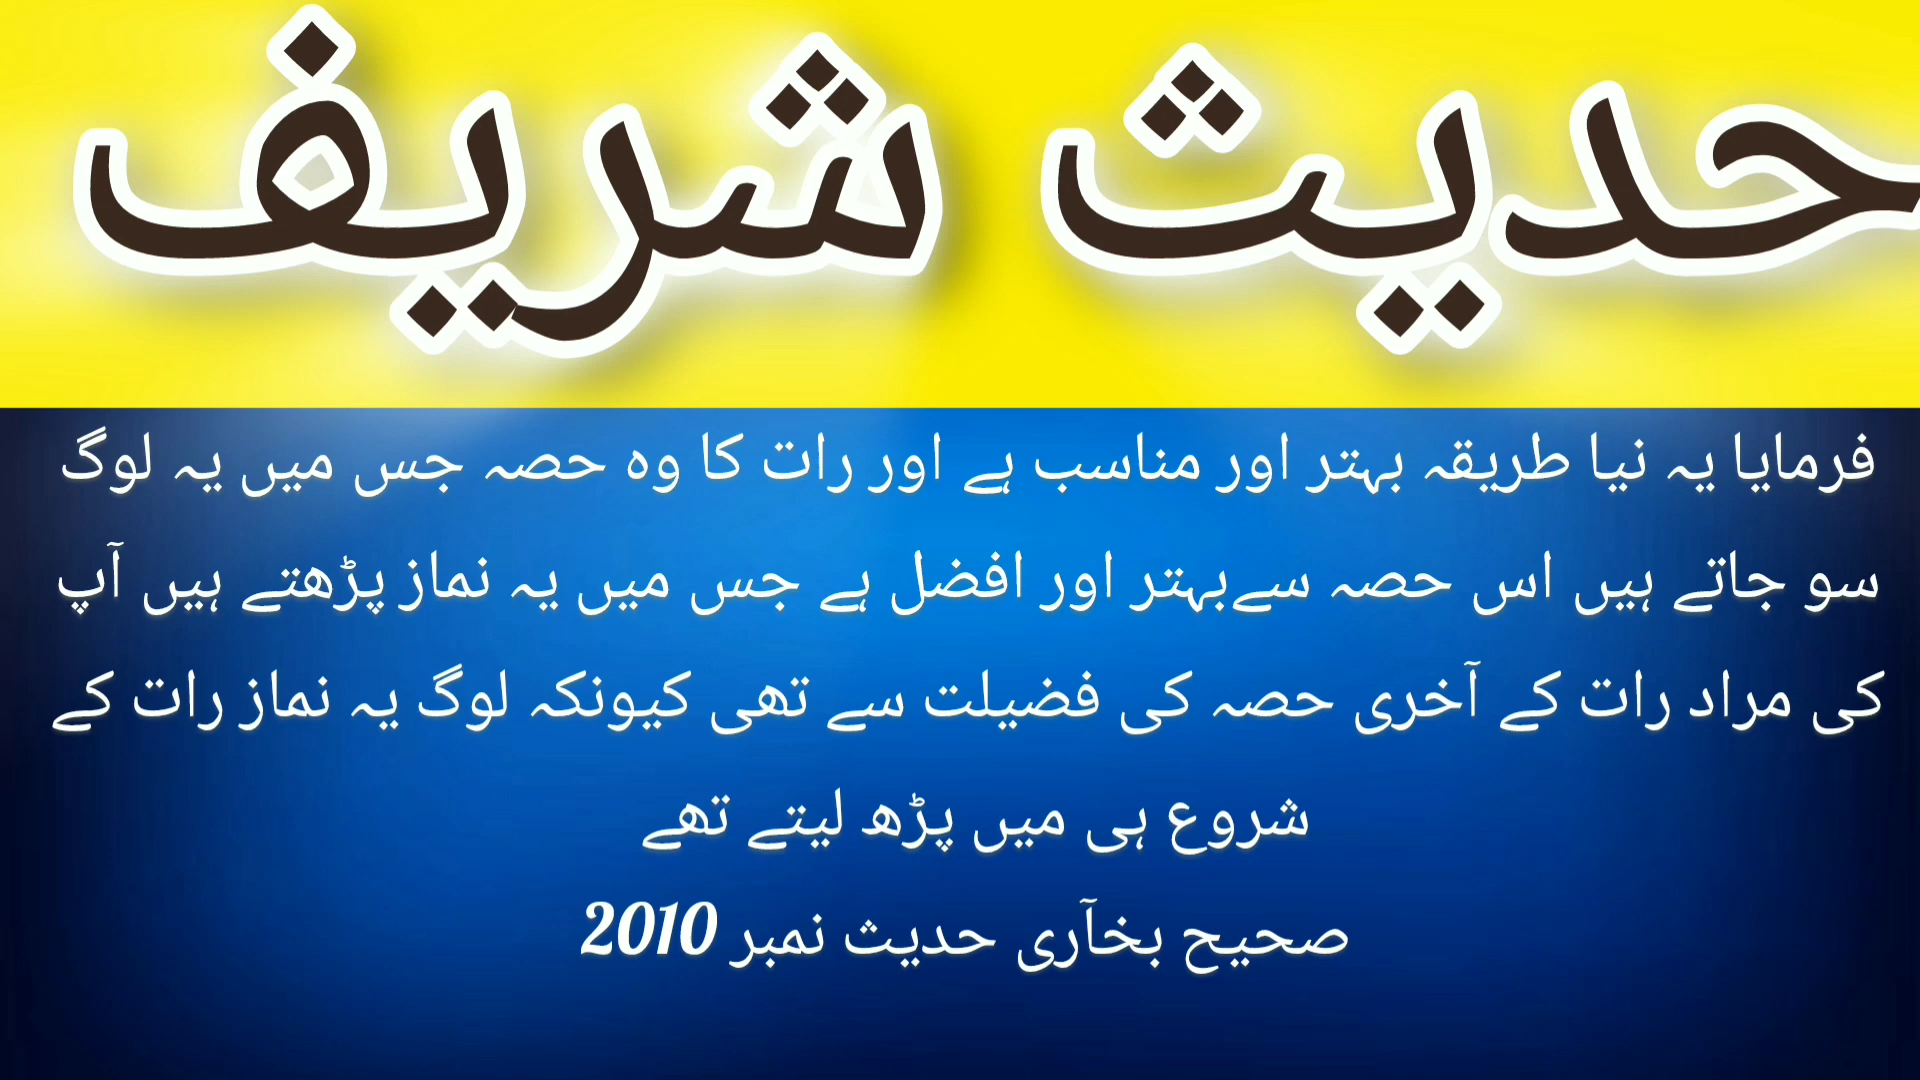 حدیث شریف
فرمایا یہ نیا طریقہ بہتر اور مناسب ہے اور رات کا وہ حصہ جس میں یہ لوگ
سو جاتے ہیں اس حصہ سےبہتر اور افضل ہے جس میں یہ نماز پڑھتے ہیں آپ
کی مراد رات کے آخری حصہ کی فضیلت سے تھی کیونکہ لوگ یہ نماز رات کے
شروع ہی میں پڑھ لیتے تھے
صحیح بخآری حدیث نمبر 2010